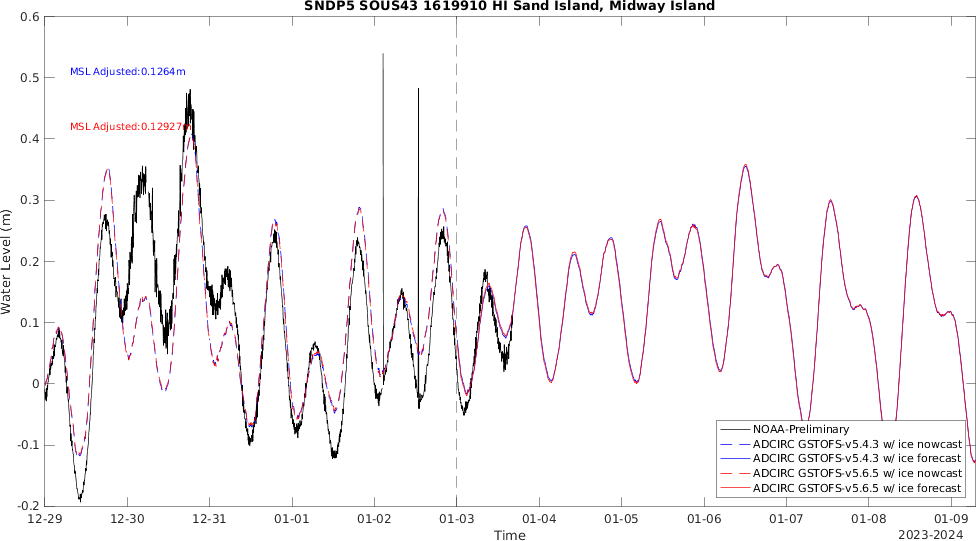 SNDP5 SOUS43 1619910 HI Sand Island, Midway Island
0.6
0.5
0.4
0.3
0.2
0.1
0
-0.1
-0.2
Water Level (m)
MSL Adjusted:0.1264m
MSL Adjusted:0.12927m
NOAA-Preliminary
ADCIRC GSTOFS-v5.4.3 w/ ice nowcast
ADCIRC GSTOFS-v5.4.3 w/ ice forecast
ADCIRC GSTOFS-v5.6.5 w/ ice nowcast
ADCIRC GSTOFS-v5.6.5 w/ ice forecast
12-29 12-30 12-31 01-01 01-02 01-03 01-04 01-05 01-06 01-07 01-08 01-09
Time
2023-2024